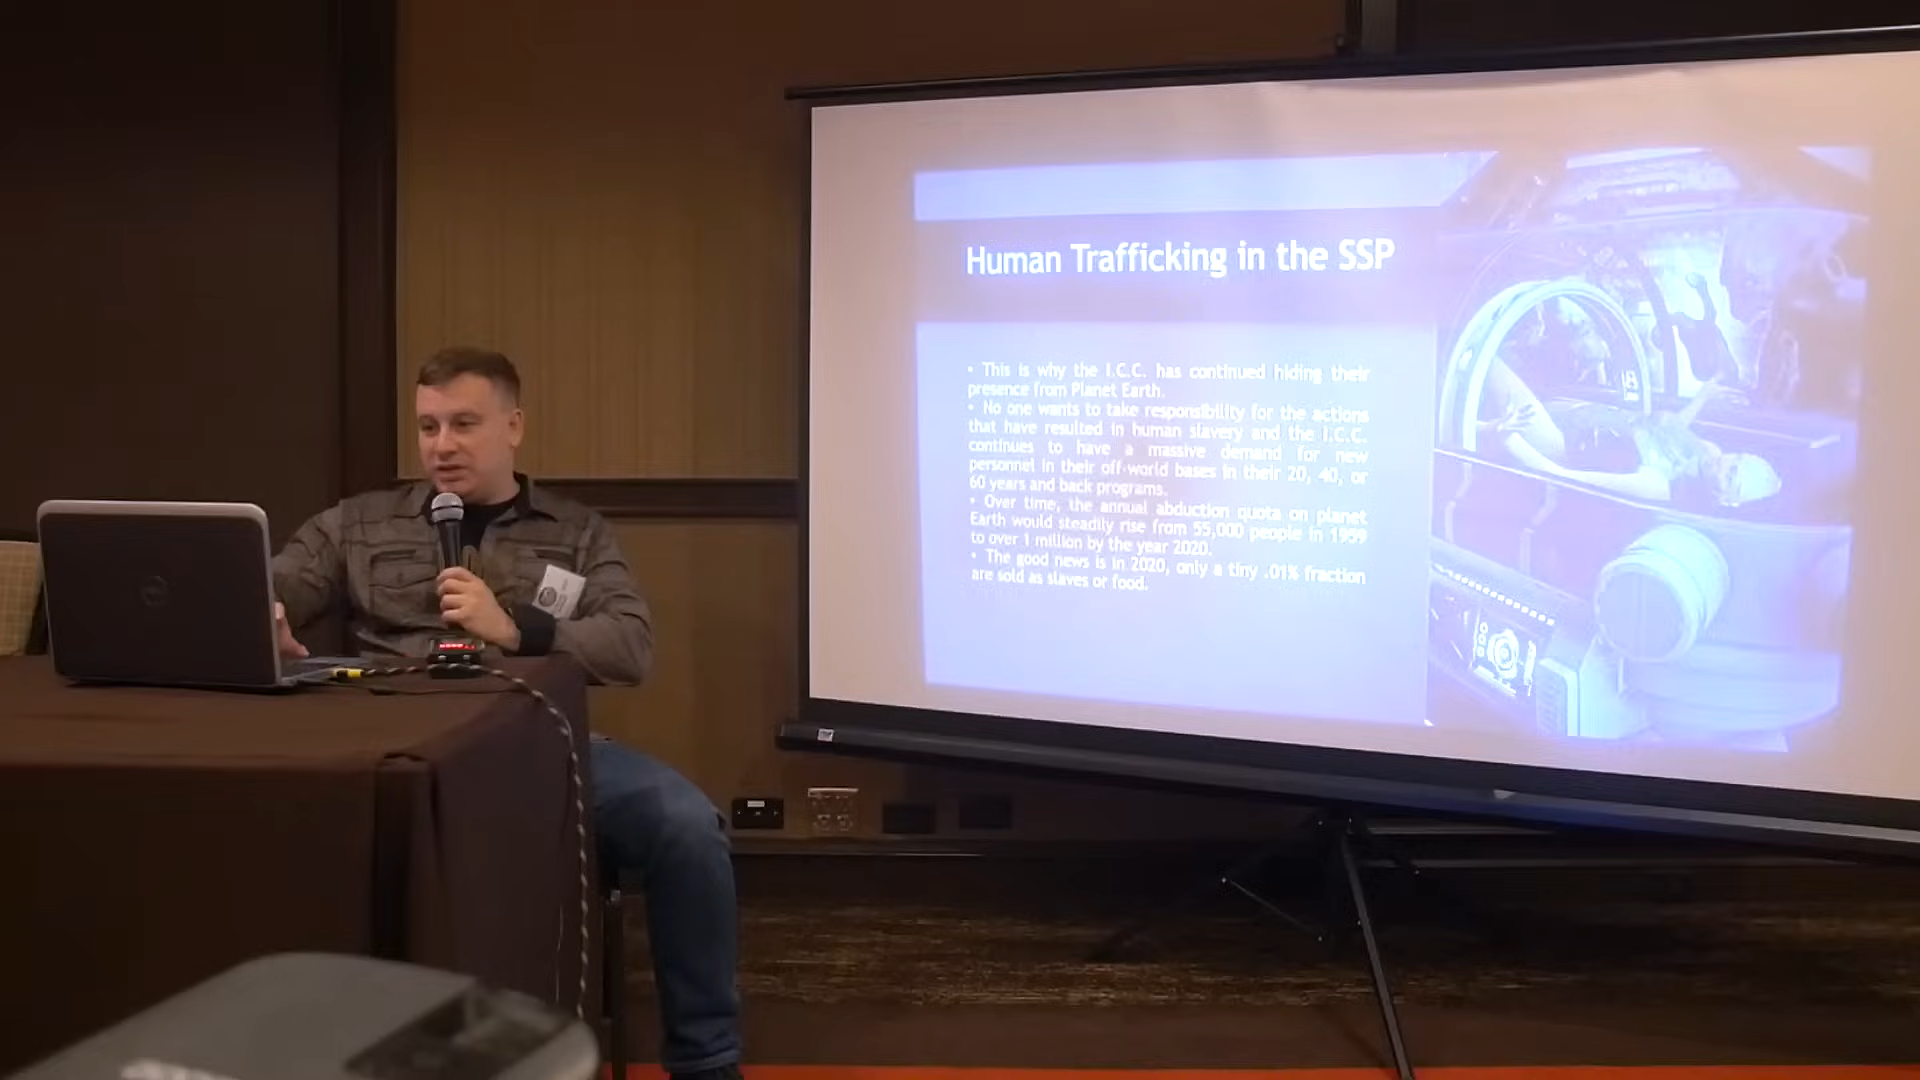 Human Trafficking in the SSP
• This is why the I.C.C. has continued hiding their
presence from Planet Earth.
• No one wants to take responsibility for the actions
that have resulted in human slavery and the I.C.C.
continues to have a massive demand for new
personnel in their off-world bases in their 20, 40, or
60 years and back programs.
• Over time, the annual abduction quota on planet
Earth would steadily rise from 55,000 people in 1959
to over 1 million by the year 2020.
• The good news is in 2020, only a tiny .01% fraction
are sold as slaves or food.